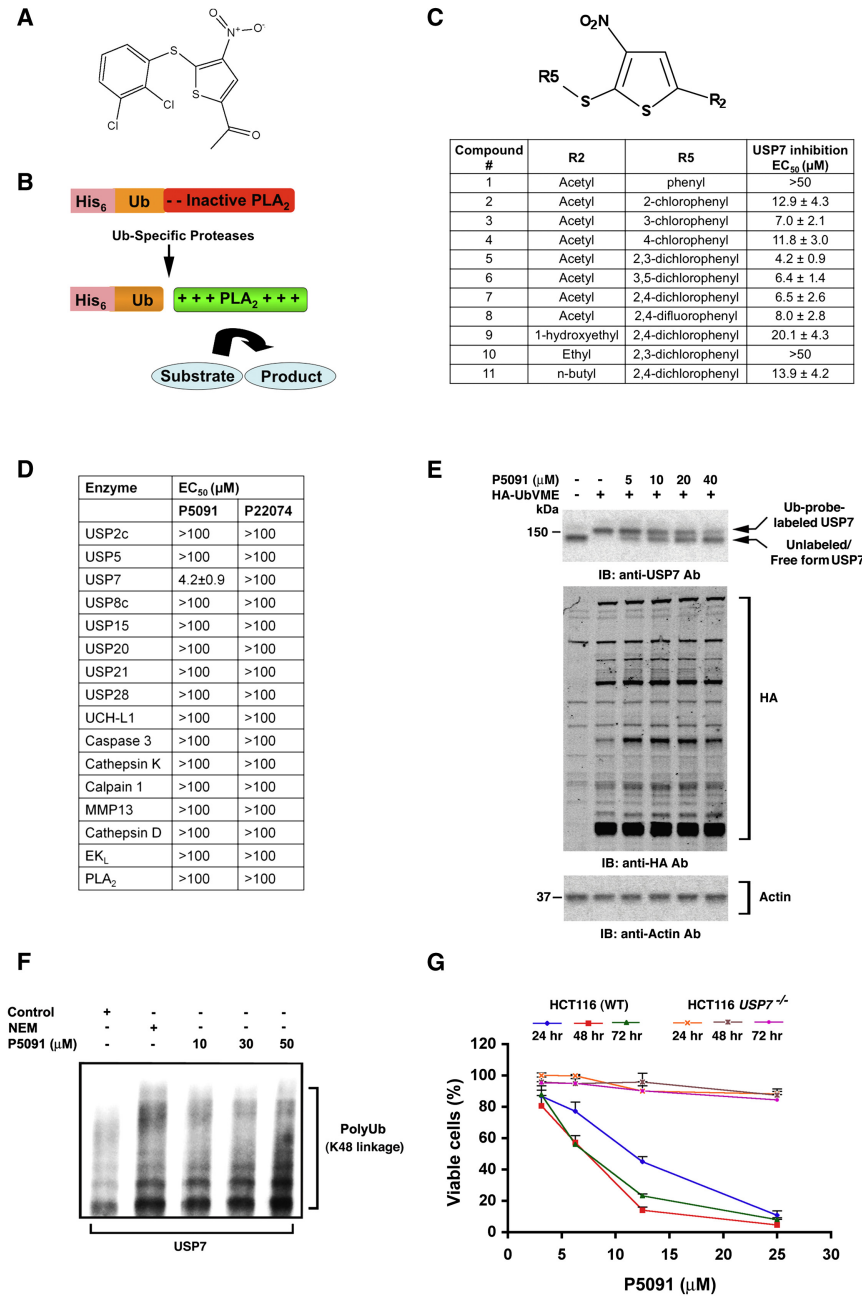 A
O
N+
O-
S
S
Cl
Cl
O
B
His6 Ub - - Inactive PLA2
Ub-Specific Proteases
His6 Ub + + + PLA2 + + +
Substrate Product
C
O2N
R5
S
S
R2
Compound # R2 R5 USP7 inhibition EC50 (µM)
1 Acetyl phenyl >50
2 Acetyl 2-chlorophenyl 12.9 ± 4.3
3 Acetyl 3-chlorophenyl 7.0 ± 2.1
4 Acetyl 4-chlorophenyl 11.8 ± 3.0
5 Acetyl 2,3-dichlorophenyl 4.2 ± 0.9
6 Acetyl 3,5-dichlorophenyl 6.4 ± 1.4
7 Acetyl 2,4-dichlorophenyl 6.5 ± 2.6
8 Acetyl 2,4-difluorophenyl 8.0 ± 2.8
9 1-hydroxyethyl 2,4-dichlorophenyl 20.1 ± 4.3
10 Ethyl 2,3-dichlorophenyl >50
11 n-butyl 2,4-dichlorophenyl 13.9 ± 4.2
D
Enzyme EC50 (µM)
P5091 P22074
USP2c >100 >100
USP5 >100 >100
USP7 4.2±0.9 >100
USP8c >100 >100
USP15 >100 >100
USP20 >100 >100
USP21 >100 >100
USP28 >100 >100
UCH-L1 >100 >100
Caspase 3 >100 >100
Cathepsin K >100 >100
Calpain 1 >100 >100
MMP13 >100 >100
Cathepsin D >100 >100
EKL >100 >100
PLA2 >100 >100
E
P5091 (µM) - - 5 10 20 40
HA-UbVME - + + + + +
kDa
150
Ub-probe-
labeled USP7
Unlabeled/
Free form USP7
IB: anti-USP7 Ab
HA
IB: anti-HA Ab
37
Actin
IB: anti-Actin Ab
F
Control + - - - -
NEM - + - - -
P5091 (µM) - - 10 30 50
PolyUb
(K48 linkage)
USP7
G
HCT116 (WT) HCT116 USP7 -/-
24 hr 48 hr 72 hr 24 hr 48 hr 72 hr
Viable cells (%)
120
100
80
60
40
20
0
0 5 10 15 20 25 30
P5091 (µM)